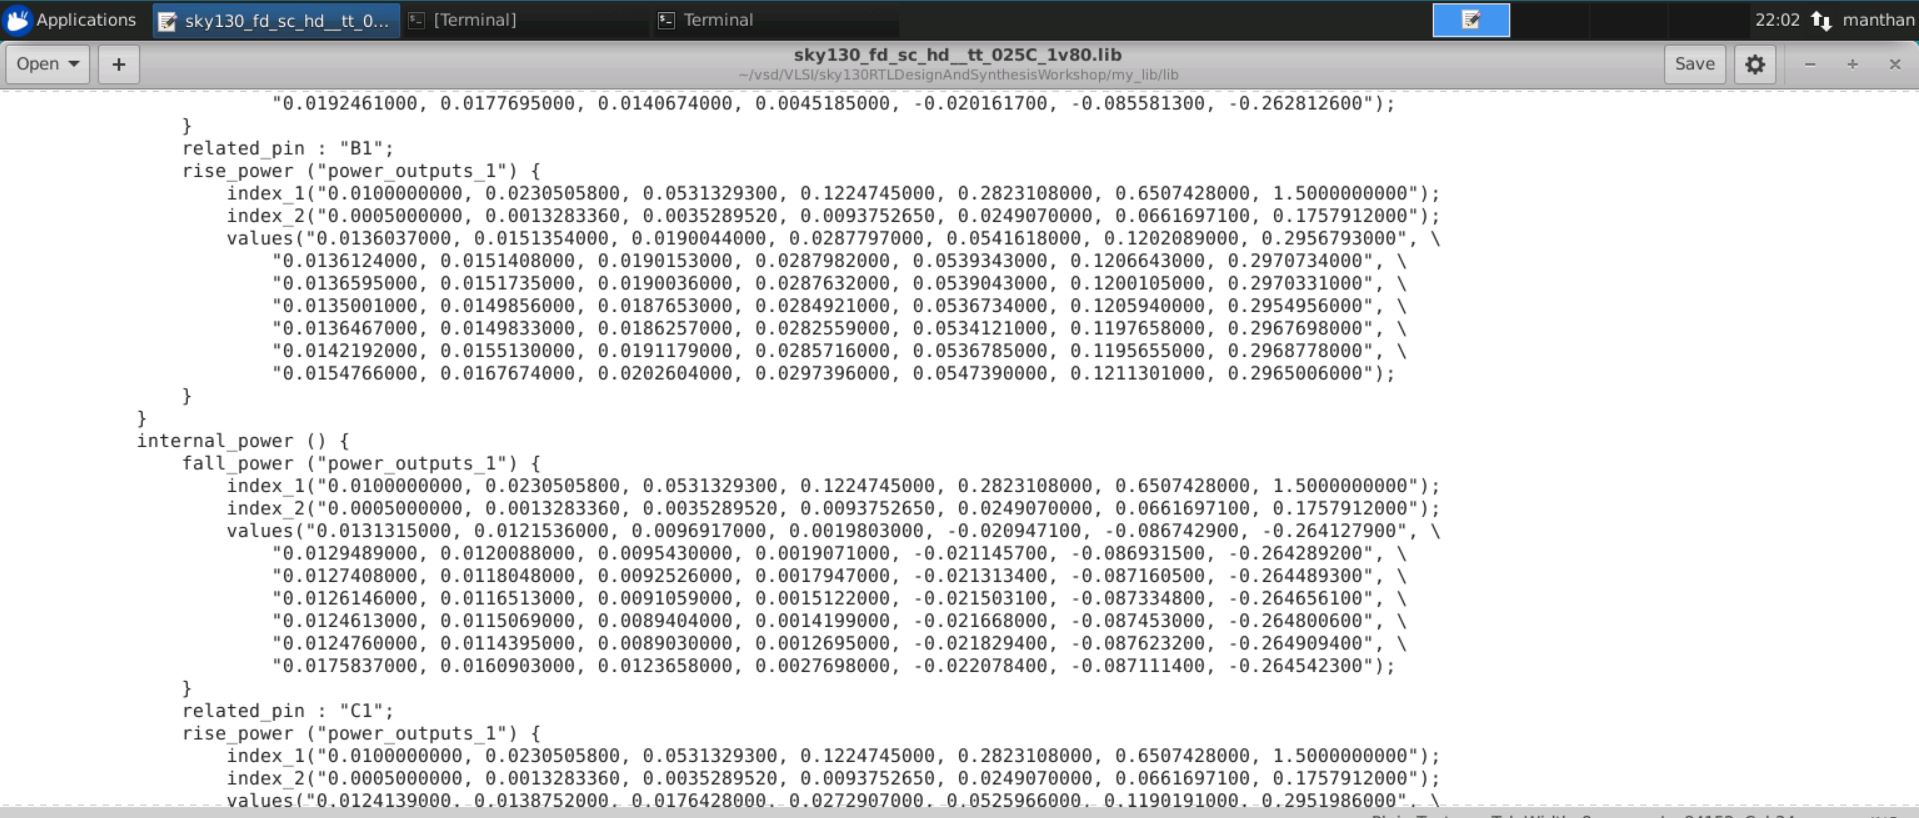 Applications sky130_fd_sc_hd__tt_0... [Terminal] Terminal 22:02 manthan
Open + sky130_fd_sc_hd__tt_025C_1v80.lib Save
~/vsd/VLSI/sky130RTLDesignAndSynthesisWorkshop/my_lib/lib
"0.0192461000, 0.0177695000, 0.0140674000, 0.0045185000, -0.020161700, -0.085581300, -0.262812600");
}
related_pin : "B1";
rise_power ("power_outputs_1") {
index_1("0.0100000000, 0.0230505800, 0.0531329300, 0.1224745000, 0.2823108000, 0.6507428000, 1.5000000000");
index_2("0.0005000000, 0.0013283360, 0.0035289520, 0.0093752650, 0.0249070000, 0.0661697100, 0.1757912000");
values("0.0136037000, 0.0151354000, 0.0190044000, 0.0287797000, 0.0541618000, 0.1202089000, 0.2956793000", \
"0.0136124000, 0.0151408000, 0.0190153000, 0.0287982000, 0.0539343000, 0.1206643000, 0.2970734000", \
"0.0136595000, 0.0151735000, 0.0190036000, 0.0287632000, 0.0539043000, 0.1200105000, 0.2970331000", \
"0.0135001000, 0.0149856000, 0.0187653000, 0.0284921000, 0.0536734000, 0.1205940000, 0.2954956000", \
"0.0136467000, 0.0149833000, 0.0186257000, 0.0282559000, 0.0534121000, 0.1197658000, 0.2967698000", \
"0.0142192000, 0.0155130000, 0.0191179000, 0.0285716000, 0.0536785000, 0.1195655000, 0.2968778000", \
"0.0154766000, 0.0167674000, 0.0202604000, 0.0297396000, 0.0547390000, 0.1211301000, 0.2965006000");
}
}
internal_power () {
fall_power ("power_outputs_1") {
index_1("0.0100000000, 0.0230505800, 0.0531329300, 0.1224745000, 0.2823108000, 0.6507428000, 1.5000000000");
index_2("0.0005000000, 0.0013283360, 0.0035289520, 0.0093752650, 0.0249070000, 0.0661697100, 0.1757912000");
values("0.0131315000, 0.0121536000, 0.0096917000, 0.0019803000, -0.020947100, -0.086742900, -0.264127900", \
"0.0129489000, 0.0120088000, 0.0095430000, 0.0019071000, -0.021145700, -0.086931500, -0.264289200", \
"0.0127408000, 0.0118048000, 0.0092526000, 0.0017947000, -0.021313400, -0.087160500, -0.264489300", \
"0.0126146000, 0.0116513000, 0.0091059000, 0.0015122000, -0.021503100, -0.087334800, -0.264656100", \
"0.0124613000, 0.0115069000, 0.0089404000, 0.0014199000, -0.021668000, -0.087453000, -0.264800600", \
"0.0124760000, 0.0114395000, 0.0089030000, 0.0012695000, -0.021829400, -0.087623200, -0.264909400", \
"0.0175837000, 0.0160903000, 0.0123658000, 0.0027698000, -0.022078400, -0.087111400, -0.264542300");
}
related_pin : "C1";
rise_power ("power_outputs_1") {
index_1("0.0100000000, 0.0230505800, 0.0531329300, 0.1224745000, 0.2823108000, 0.6507428000, 1.5000000000");
index_2("0.0005000000, 0.0013283360, 0.0035289520, 0.0093752650, 0.0249070000, 0.0661697100, 0.1757912000");
values("0.0124139000, 0.0138752000, 0.0176428000, 0.0272907000, 0.0525966000, 0.1190191000, 0.2951986000", \